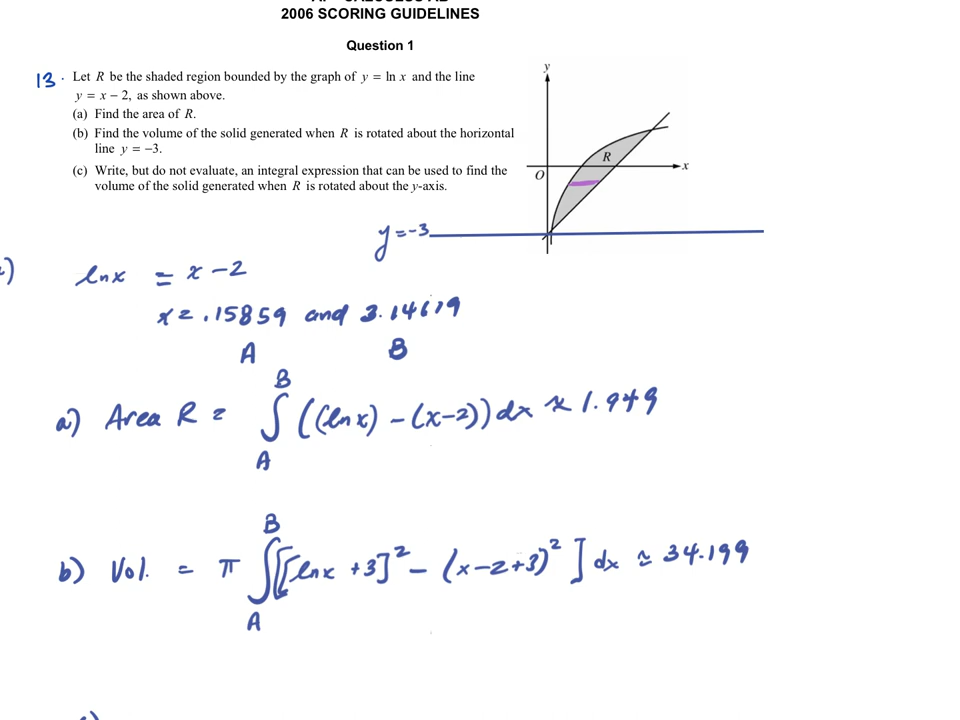 2006 SCORING GUIDELINES
Question 1
13. Let R be the shaded region bounded by the graph of y = ln x and the line
y = x − 2, as shown above.
(a) Find the area of R.
(b) Find the volume of the solid generated when R is rotated about the horizontal
line y = −3.
(c) Write, but do not evaluate, an integral expression that can be used to find the
volume of the solid generated when R is rotated about the y-axis.
y
R
O
x
y = -3
lnx = x - 2
x = .15859 and 3.14619
A B
a) Area R = ∫_A^B ((ln x) - (x-2)) dx ≈ 1.949
b) Vol. = π ∫_A^B [[ln x + 3]² - (x-2+3)²] dx ≈ 34.199